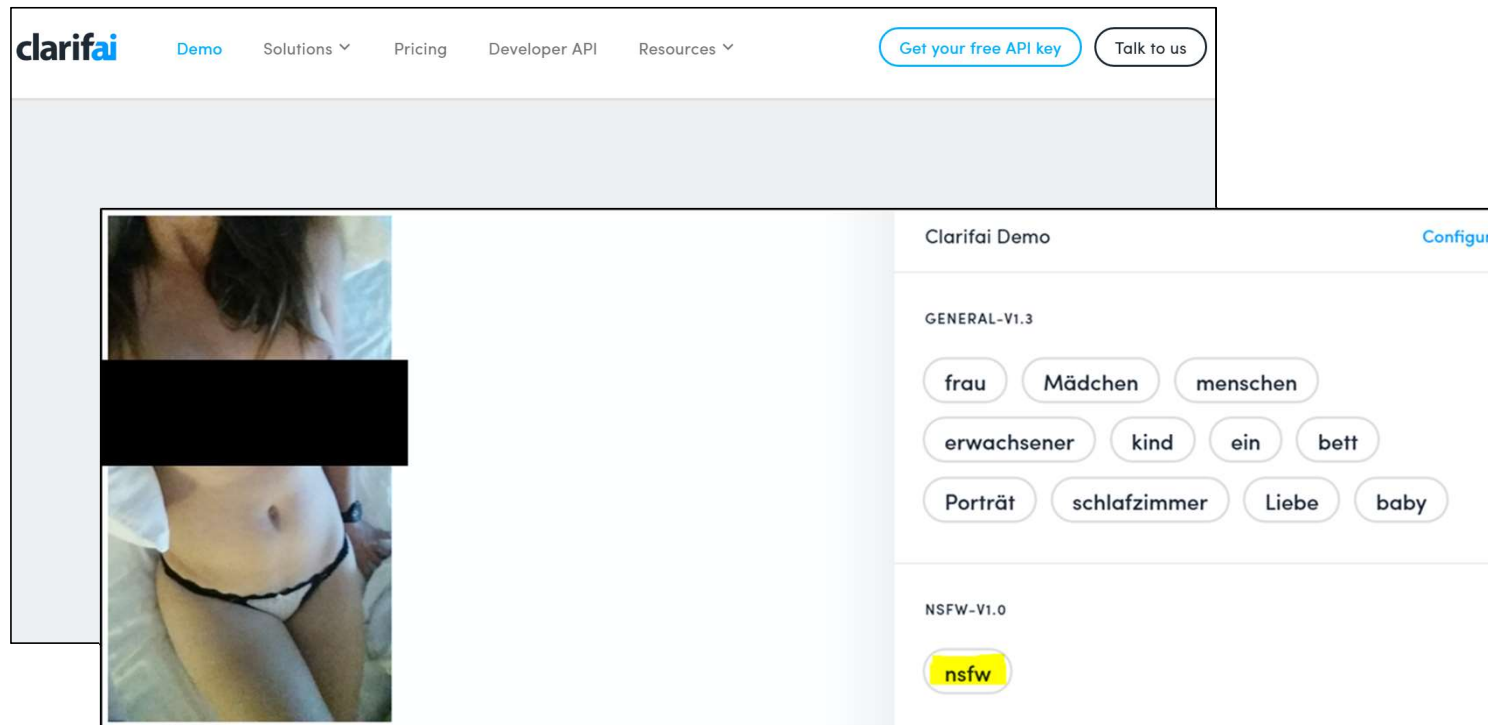 clarifai Demo Solutions Pricing Developer API Resources Get your free API key Talk to us
Clarifai Demo Configur
GENERAL-V1.3
frau Mädchen menschen
erwachsener kind ein bett
Porträt schlafzimmer Liebe baby
NSFW-V1.0
nsfw